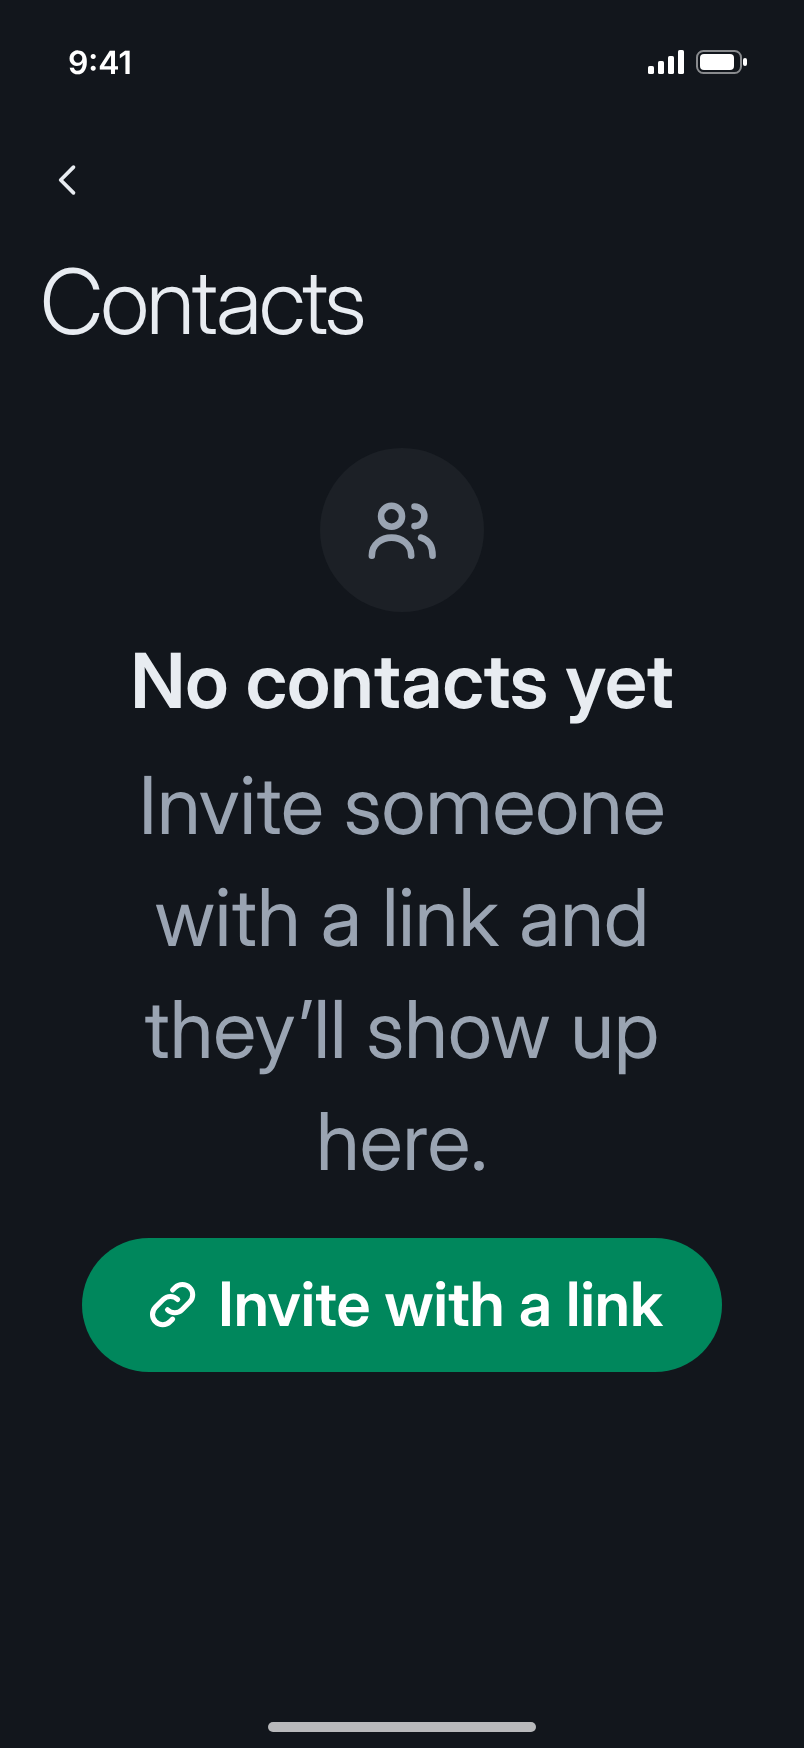 9:41
Contacts
No contacts yet
Invite someone
with a link and
they’ll show up
here.
Invite with a link